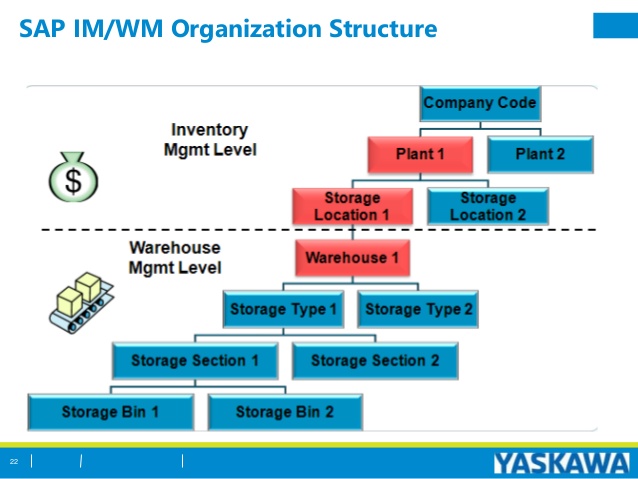 SAP IM/WM Organization Structure
Inventory
Mgmt Level
$
Company Code
Plant 1
Plant 2
Storage
Location 1
Storage
Location 2
Warehouse
Mgmt Level
Warehouse 1
Storage Type 1
Storage Type 2
Storage Section 1
Storage Section 2
Storage Bin 1
Storage Bin 2
22
YASKAWA